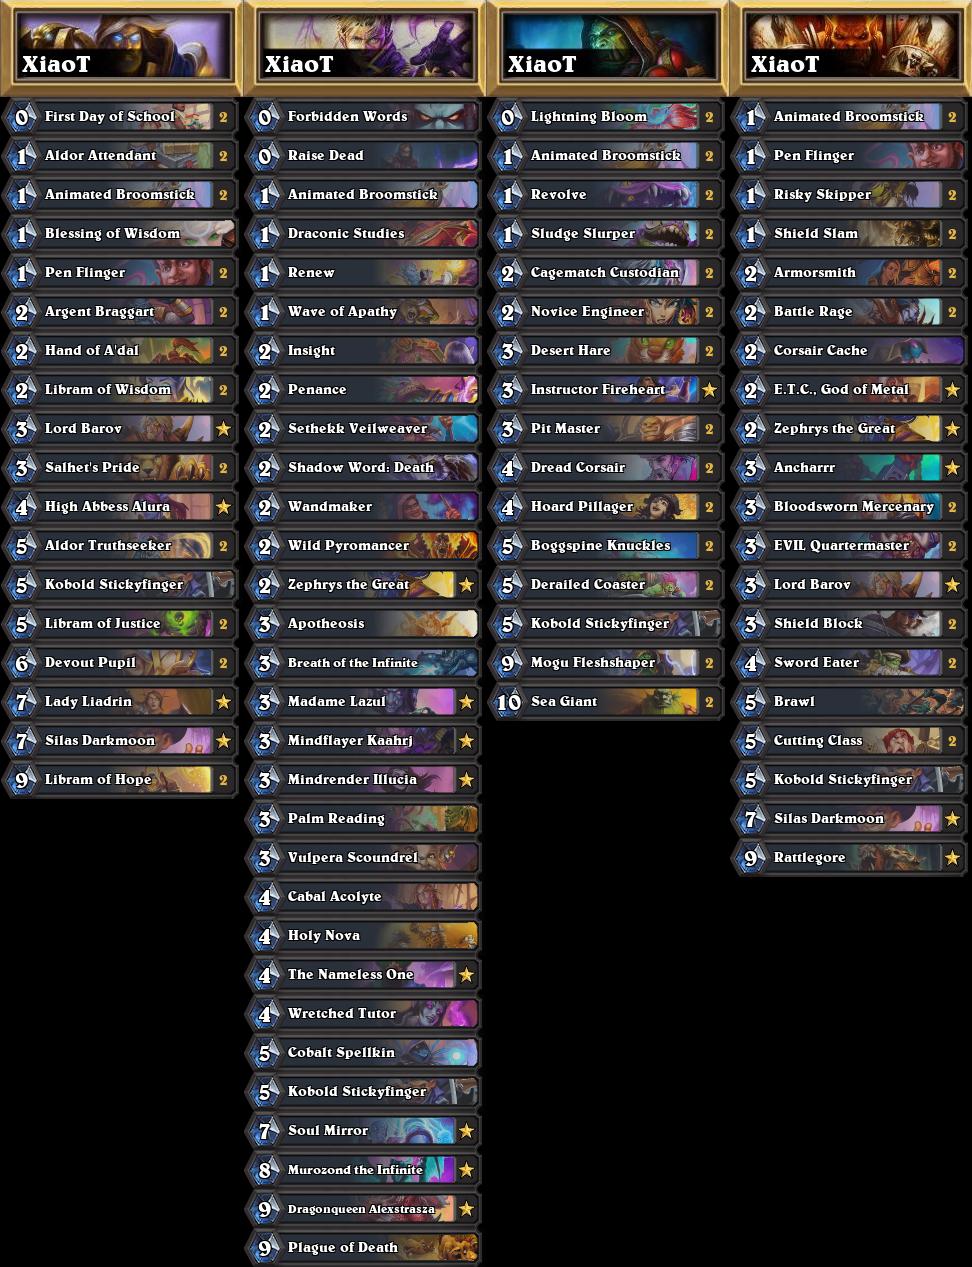 XiaoT
0 First Day of School 2
1 Aldor Attendant 2
1 Animated Broomstick 2
1 Blessing of Wisdom
1 Pen Flinger 2
2 Argent Braggart 2
2 Hand of A'dal 2
2 Libram of Wisdom 2
3 Lord Barov
3 Salhet's Pride 2
4 High Abbess Alura
5 Aldor Truthseeker 2
5 Kobold Stickyfinger
5 Libram of Justice 2
6 Devout Pupil 2
7 Lady Liadrin
7 Silas Darkmoon
9 Libram of Hope 2
XiaoT
0 Forbidden Words
0 Raise Dead
1 Animated Broomstick
1 Draconic Studies
1 Renew
1 Wave of Apathy
2 Insight
2 Penance
2 Sethekk Veilweaver
2 Shadow Word: Death
2 Wandmaker
2 Wild Pyromancer
2 Zephrys the Great
3 Apotheosis
3 Breath of the Infinite
3 Madame Lazul
3 Mindflayer Kaahrj
3 Mindrender Illucia
3 Palm Reading
3 Vulpera Scoundrel
4 Cabal Acolyte
4 Holy Nova
4 The Nameless One
4 Wretched Tutor
5 Cobalt Spellkin
5 Kobold Stickyfinger
7 Soul Mirror
8 Murozond the Infinite
9 Dragonqueen Alexstrasza
9 Plague of Death
XiaoT
0 Lightning Bloom 2
1 Animated Broomstick 2
1 Revolve 2
1 Sludge Slurper 2
2 Cagematch Custodian 2
2 Novice Engineer 2
3 Desert Hare 2
3 Instructor Fireheart
3 Pit Master 2
4 Dread Corsair 2
4 Hoard Pillager 2
5 Boggspine Knuckles 2
5 Derailed Coaster 2
5 Kobold Stickyfinger
9 Mogu Fleshshaper 2
10 Sea Giant 2
XiaoT
1 Animated Broomstick 2
1 Pen Flinger
1 Risky Skipper 2
1 Shield Slam 2
2 Armorsmith 2
2 Battle Rage 2
2 Corsair Cache
2 E.T.C., God of Metal
2 Zephrys the Great
3 Ancharrr
3 Bloodsworn Mercenary 2
3 EVIL Quartermaster 2
3 Lord Barov
3 Shield Block 2
4 Sword Eater 2
5 Brawl
5 Cutting Class 2
5 Kobold Stickyfinger
7 Silas Darkmoon
9 Rattlegore